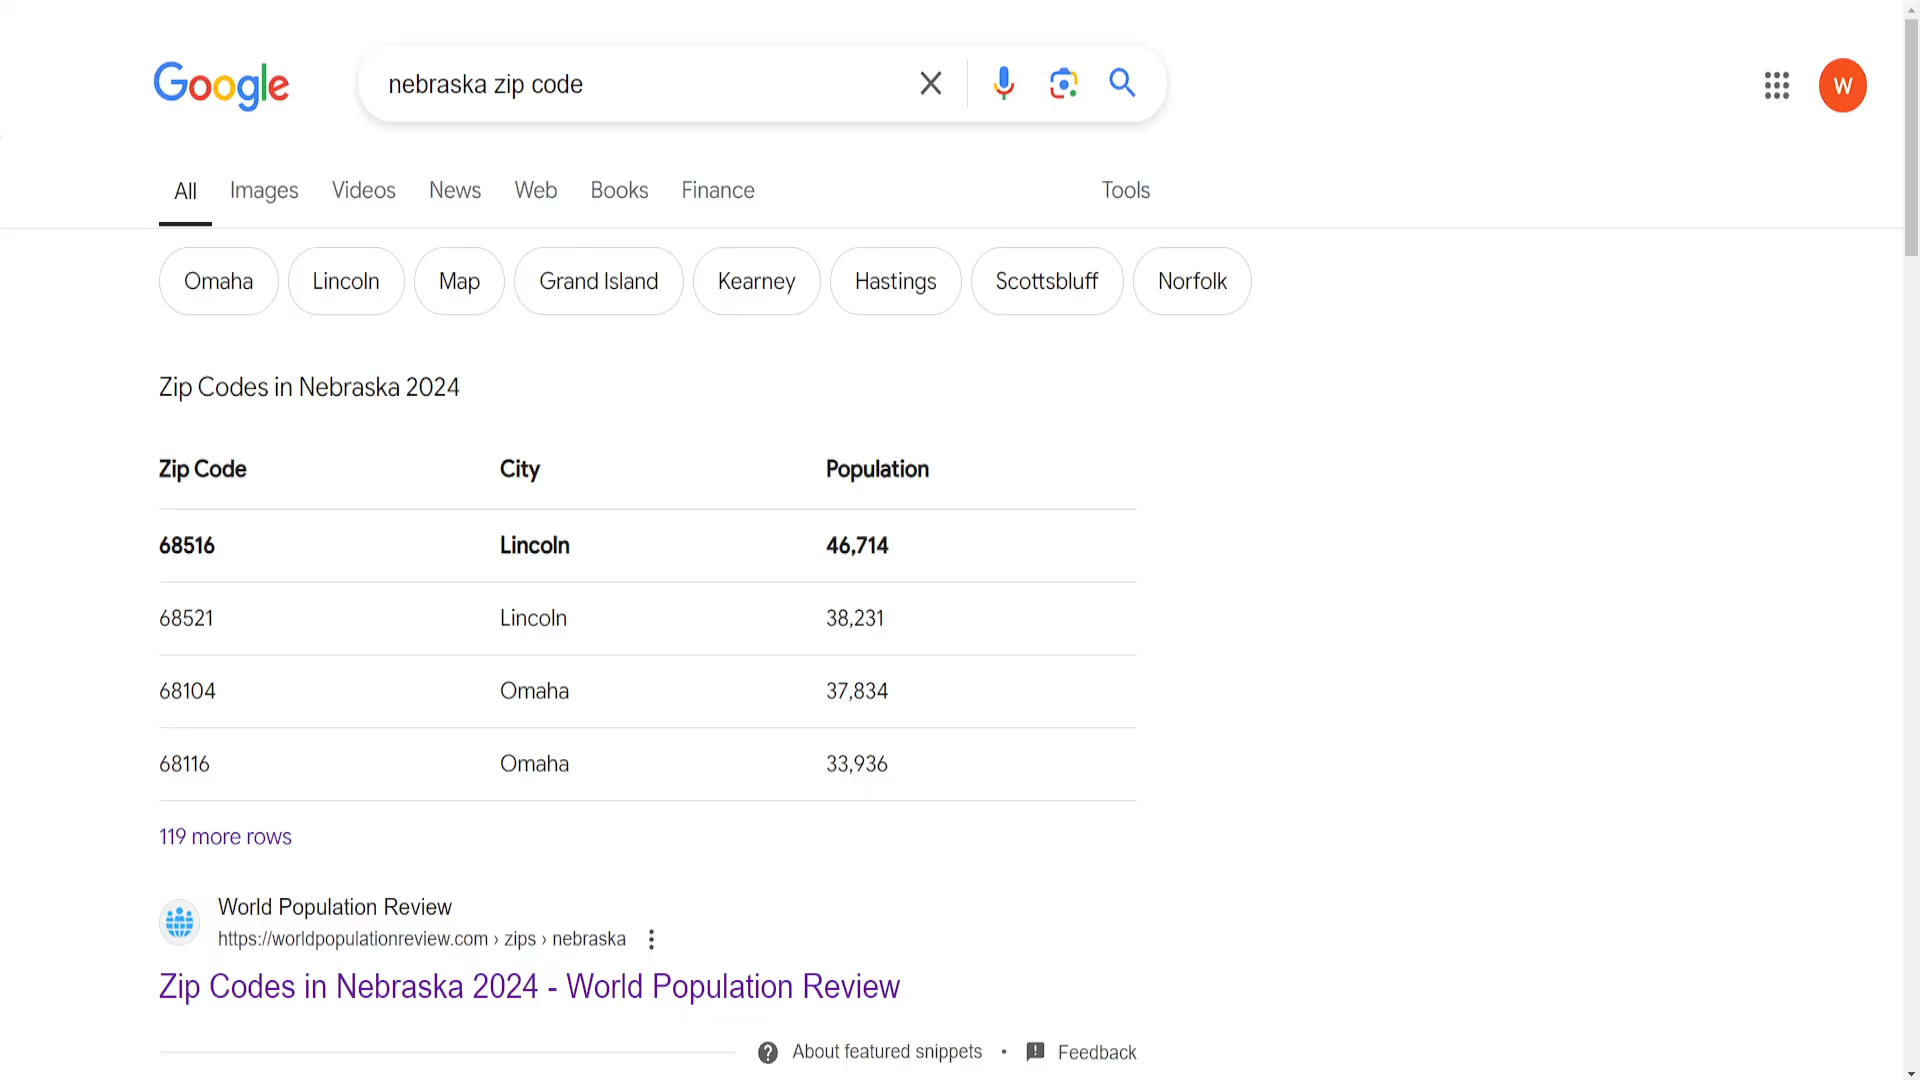 Google
nebraska zip code
W
All Images Videos News Web Books Finance Tools
Omaha Lincoln Map Grand Island Kearney Hastings Scottsbluff Norfolk
Zip Codes in Nebraska 2024
Zip Code City Population
68516 Lincoln 46,714
68521 Lincoln 38,231
68104 Omaha 37,834
68116 Omaha 33,936
119 more rows
World Population Review
https://worldpopulationreview.com › zips › nebraska
Zip Codes in Nebraska 2024 - World Population Review
About featured snippets • Feedback